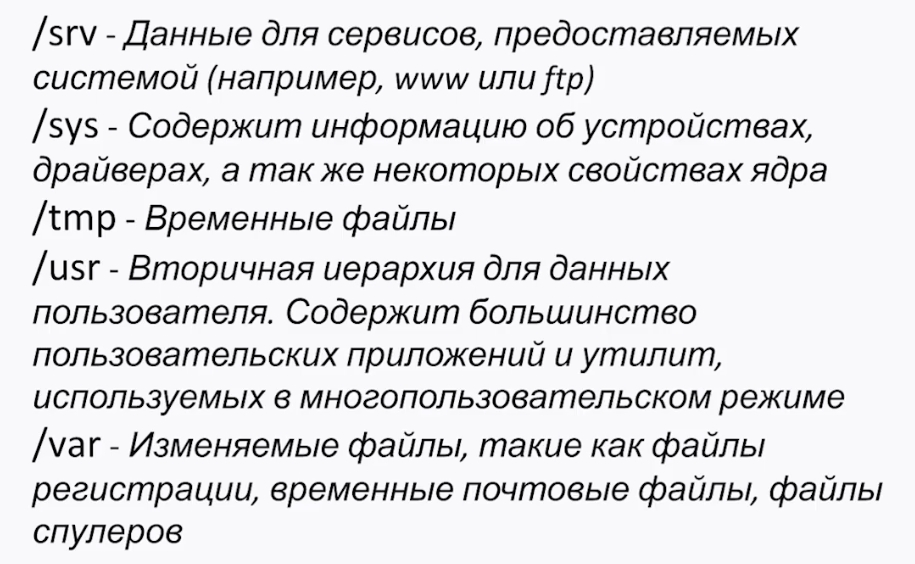 /srv - Данные для сервисов, предоставляемых
системой (например, www или ftp)
/sys - Содержит информацию об устройствах,
драйверах, а так же некоторых свойствах ядра
/tmp - Временные файлы
/usr - Вторичная иерархия для данных
пользователя. Содержит большинство
пользовательских приложений и утилит,
используемых в многопользовательском режиме
/var - Изменяемые файлы, такие как файлы
регистрации, временные почтовые файлы, файлы
спулеров